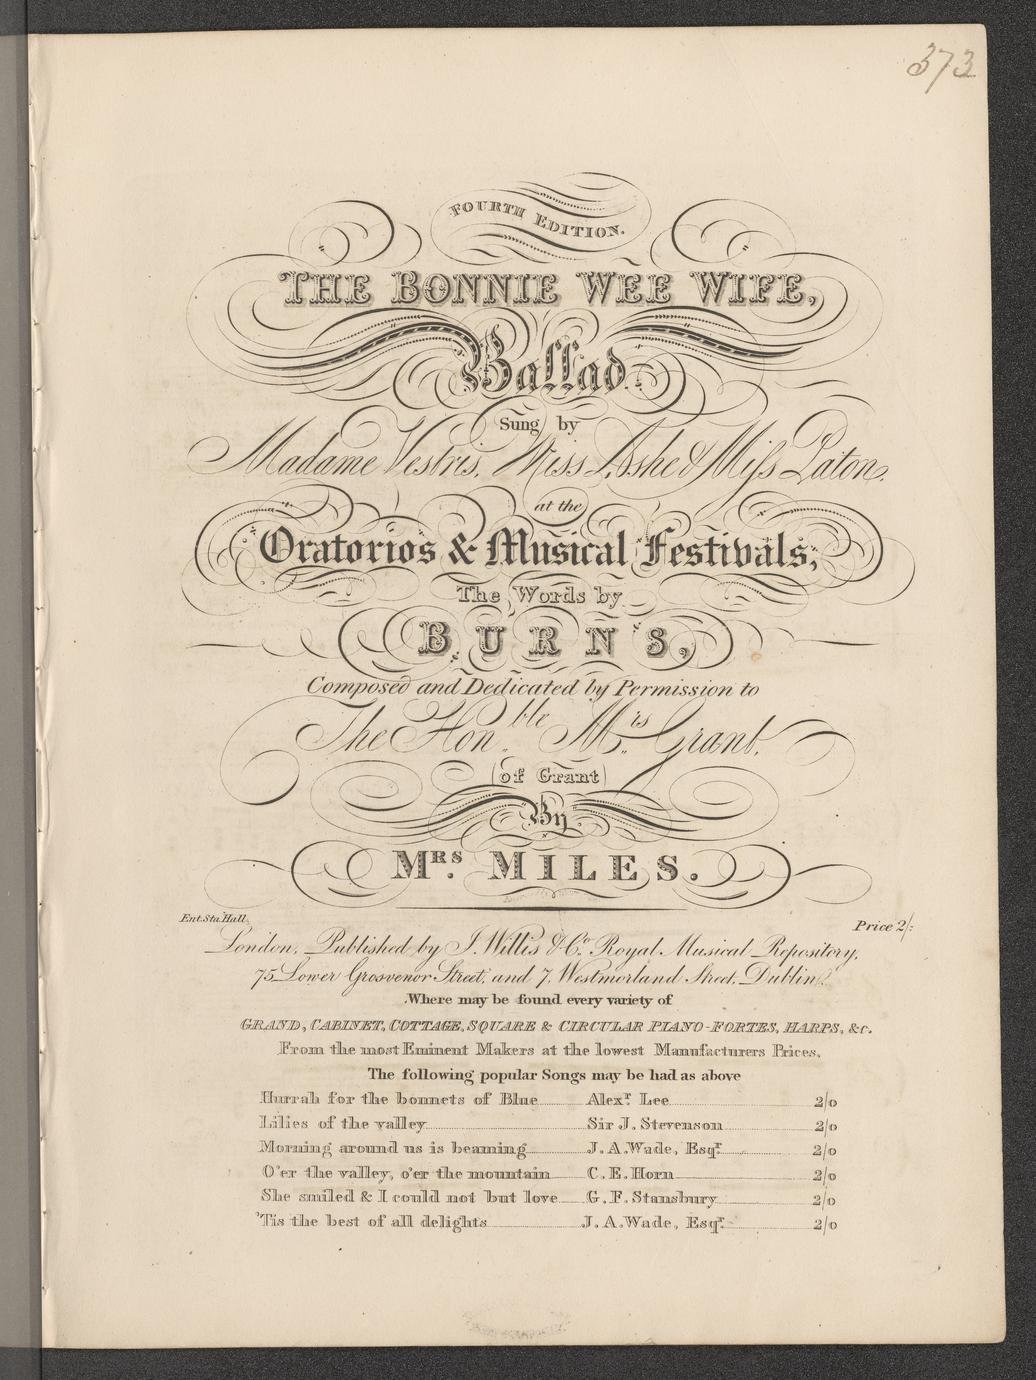 373
FOURTH EDITION.
THE BONNIE WEE WIFE,
Ballad
Sung by
Madame Vestris, Miss Ashe & Miss Paton,
at the
Oratorios & Musical Festivals,
The Words by
BURNS,
Composed and Dedicated by Permission to
The Hon.ble Mrs. Grant,
(of Grant)
By
MRS. MILES.
Ent. Sta. Hall.
Price 2/:
London, Published by I. Willis & Co. Royal Musical Repository,
75 Lower Grosvenor Street, and 7, Westmorland Street, Dublin.
Where may be found every variety of
GRAND, CABINET, COTTAGE, SQUARE & CIRCULAR PIANO-FORTES, HARPS, &c.
From the most Eminent Makers at the lowest Manufacturers Prices.
The following popular Songs may be had as above
Hurrah for the bonnets of Blue Alexr. Lee 2/0
Lilies of the valley Sir J. Stevenson 2/0
Morning around us is beaming J. A. Wade, Esqr. 2/0
O'er the valley, o'er the mountain C. E. Horn 2/0
She smiled & I could not but love G. F. Stansbury 2/0
'Tis the best of all delights J. A. Wade, Esqr. 2/0